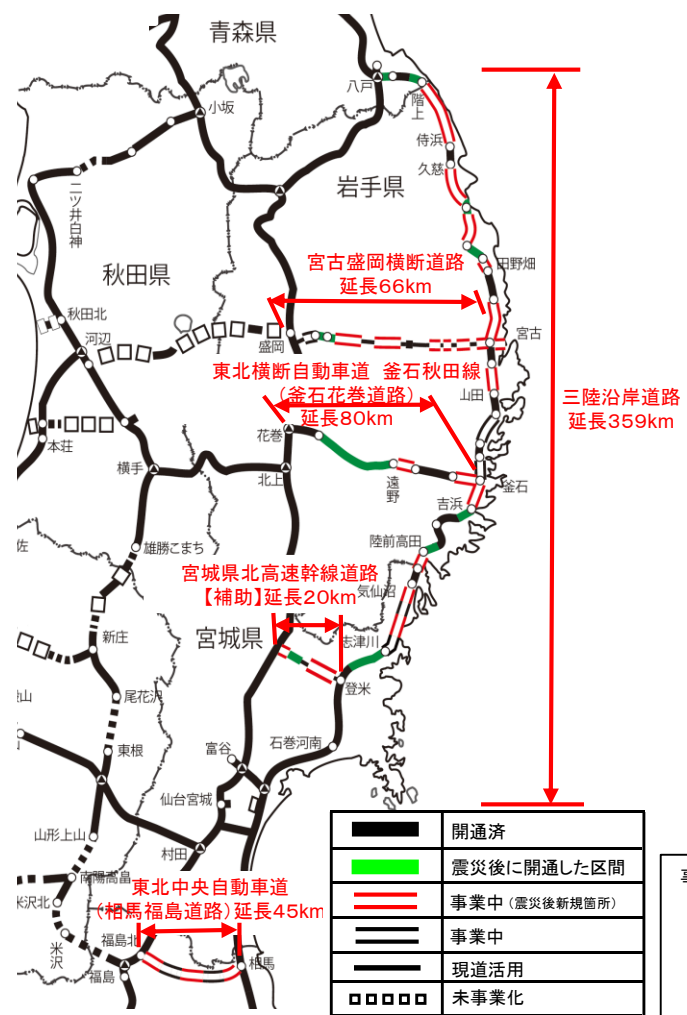 青森県
八戸
小坂
階上
侍浜
久慈
岩手県
二ツ井白神
秋田県
宮古盛岡横断道路
延長66km
田野畑
秋田北
河辺
盛岡
宮古
東北横断自動車道 釜石秋田線
(釜石花巻道路)
延長80km
三陸沿岸道路
延長359km
山田
本荘
花巻
横手
北上
遠野
釜石
吉浜
雄勝こまち
陸前高田
宮城県北高速幹線道路
【補助】延長20km
気仙沼
新庄
宮城県
志津川
登米
尾花沢
東根
富谷
石巻河南
仙台宮城
山形上山
村田
南陽高畠
米沢北
東北中央自動車道
(相馬福島道路)延長45km
米沢
福島北
相馬
福島
開通済
震災後に開通した区間
事業中(震災後新規箇所)
事業中
現道活用
未事業化